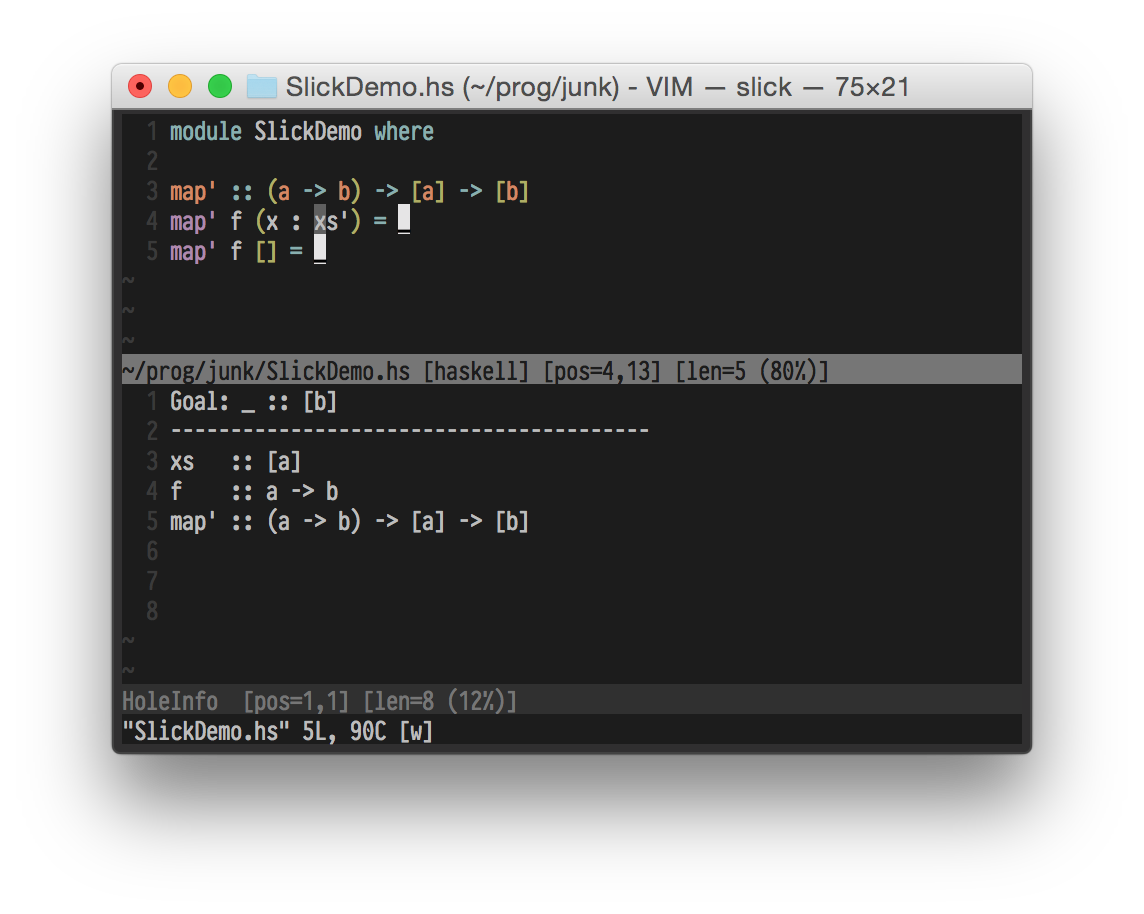 SlickDemo.hs (~/prog/junk) - VIM — slick — 75×21
1 module SlickDemo where
2
3 map' :: (a -> b) -> [a] -> [b]
4 map' f (x : xs') = _
5 map' f [] = _
~
~
~
~/prog/junk/SlickDemo.hs [haskell] [pos=4,13] [len=5 (80%)]
1 Goal: _ :: [b]
2 ----------------------------------------
3 xs   :: [a]
4 f    :: a -> b
5 map' :: (a -> b) -> [a] -> [b]
6
7
8
~
~
HoleInfo  [pos=1,1] [len=8 (12%)]
"SlickDemo.hs" 5L, 90C [w]